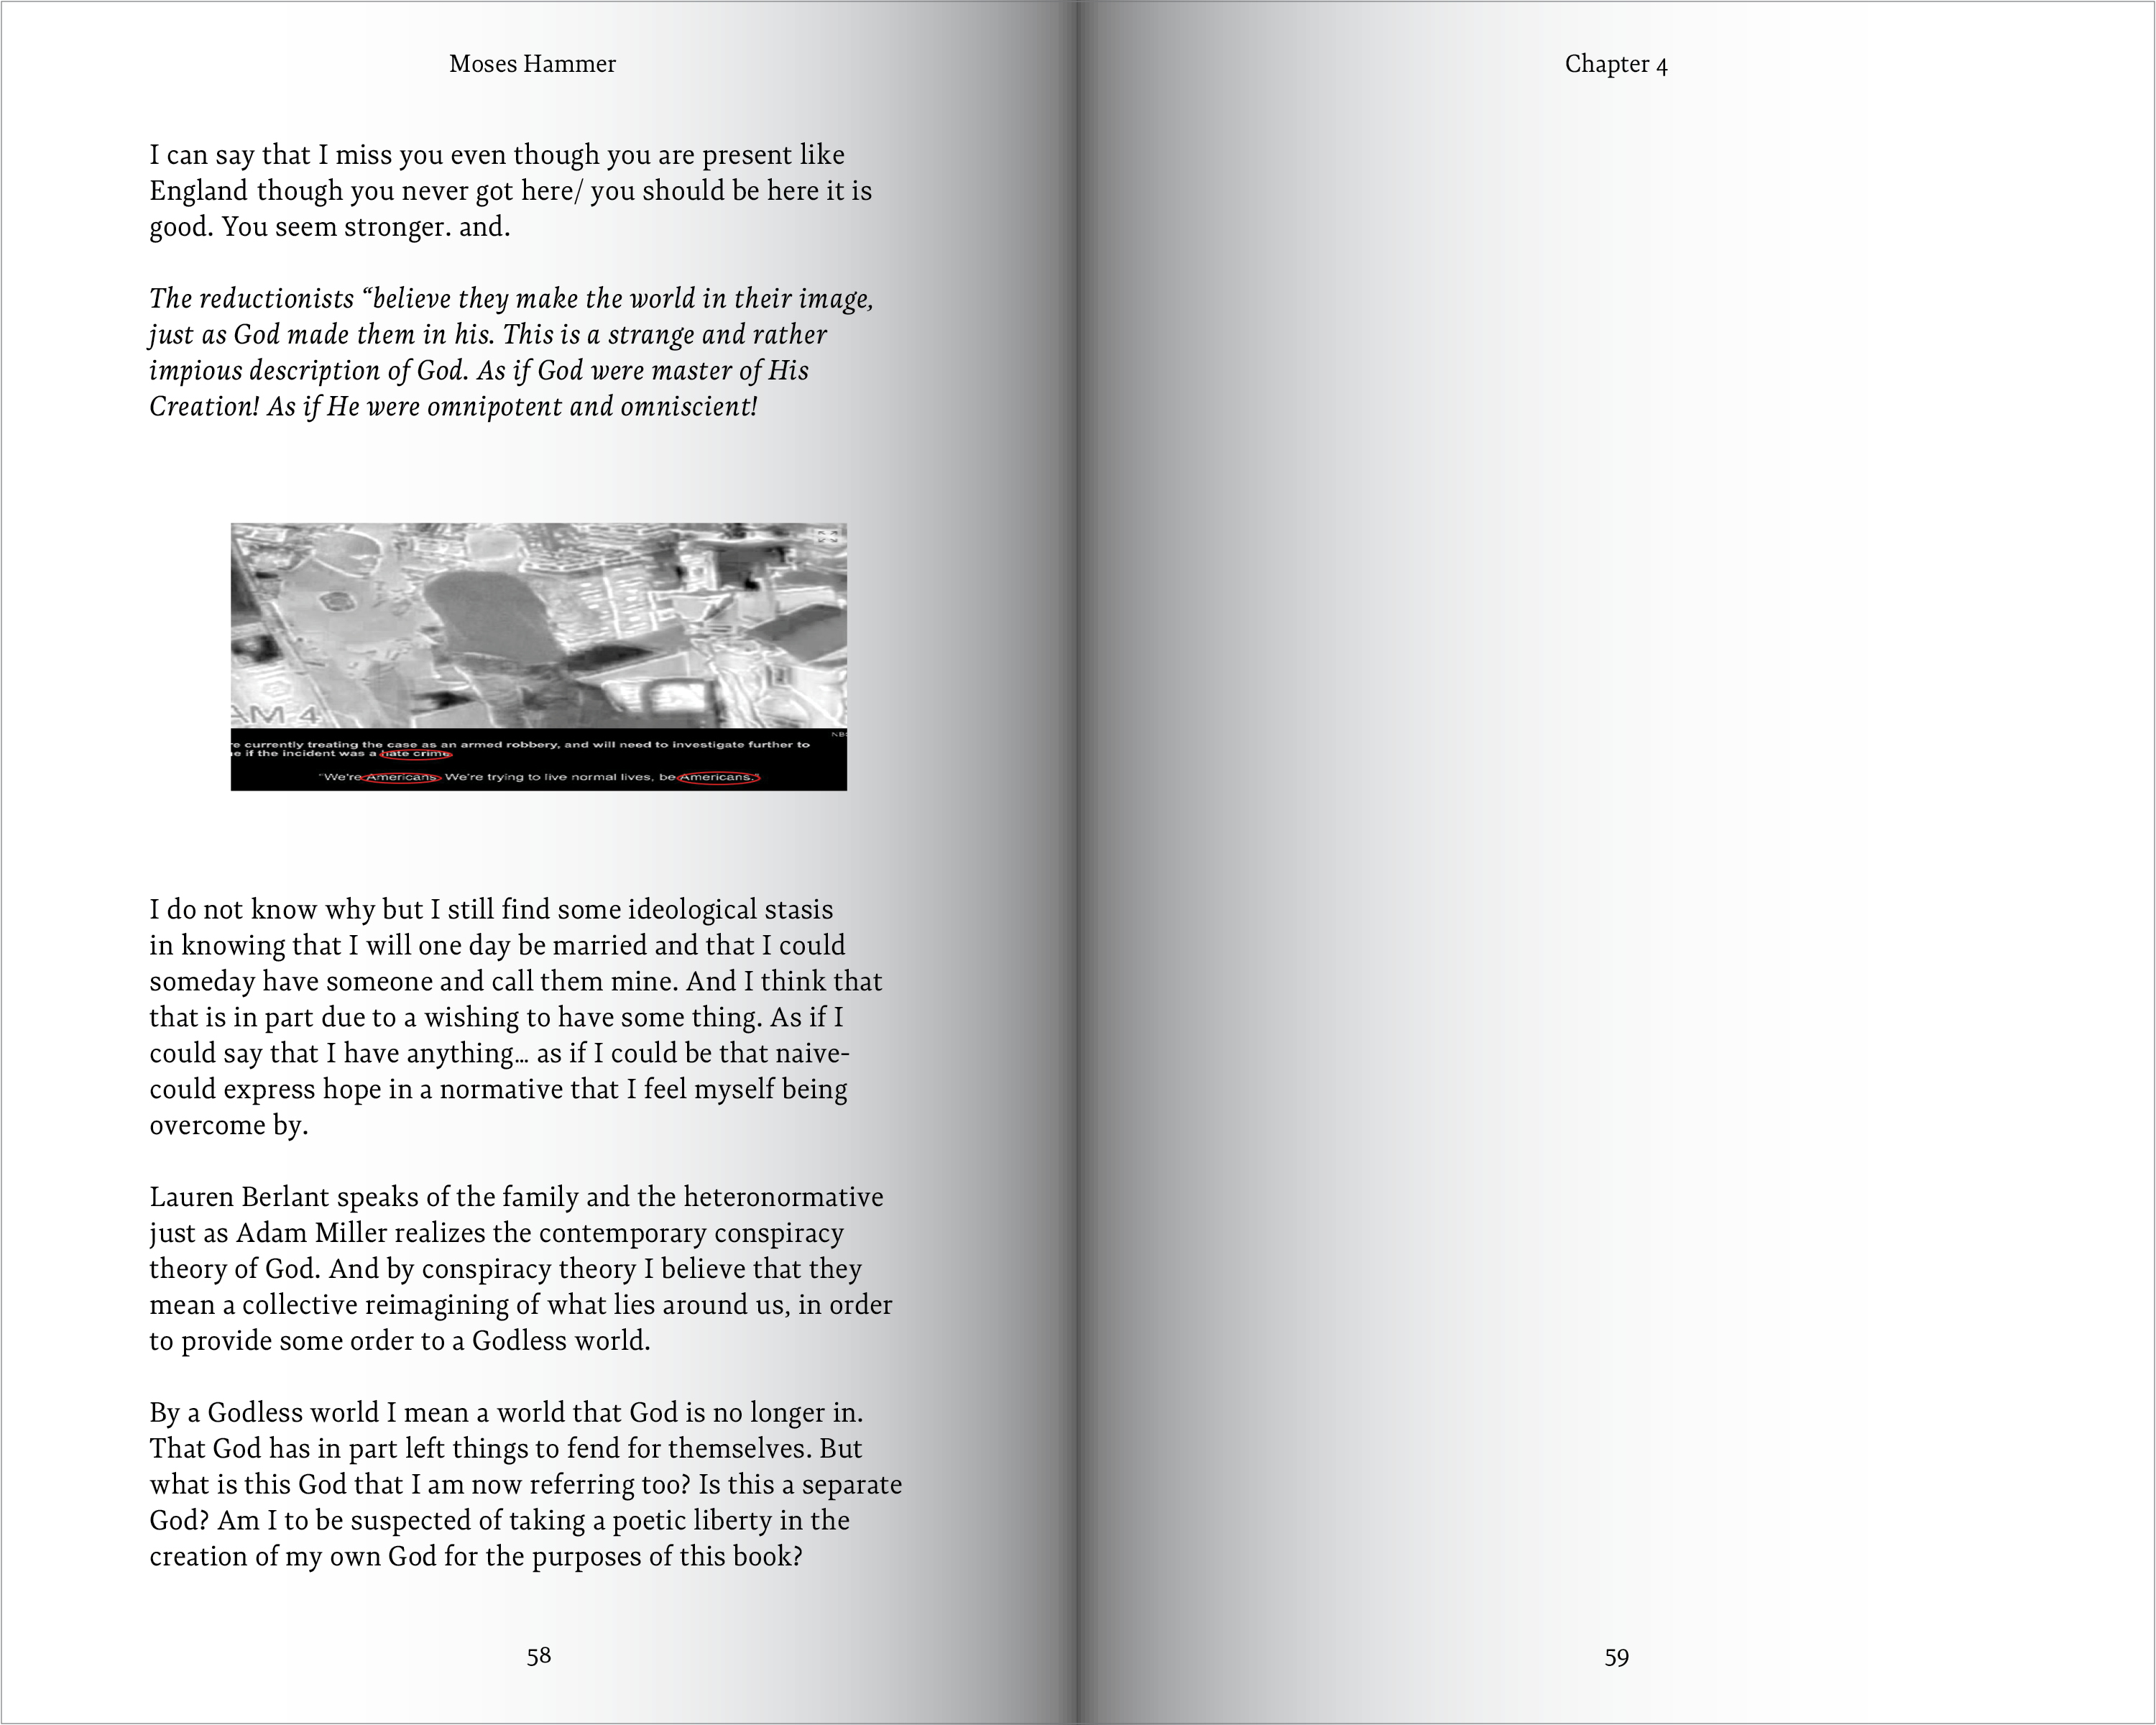 Moses Hammer
I can say that I miss you even though you are present like
England though you never got here/ you should be here it is
good. You seem stronger. and.
The reductionists “believe they make the world in their image,
just as God made them in his. This is a strange and rather
impious description of God. As if God were master of His
Creation! As if He were omnipotent and omniscient!
AM 4
NB
e currently treating the case as an armed robbery, and will need to investigate further to
e if the incident was a hate crime
"We're Americans. We're trying to live normal lives, be Americans."
I do not know why but I still find some ideological stasis
in knowing that I will one day be married and that I could
someday have someone and call them mine. And I think that
that is in part due to a wishing to have some thing. As if I
could say that I have anything… as if I could be that naive-
could express hope in a normative that I feel myself being
overcome by.
Lauren Berlant speaks of the family and the heteronormative
just as Adam Miller realizes the contemporary conspiracy
theory of God. And by conspiracy theory I believe that they
mean a collective reimagining of what lies around us, in order
to provide some order to a Godless world.
By a Godless world I mean a world that God is no longer in.
That God has in part left things to fend for themselves. But
what is this God that I am now referring too? Is this a separate
God? Am I to be suspected of taking a poetic liberty in the
creation of my own God for the purposes of this book?
58
Chapter 4
59